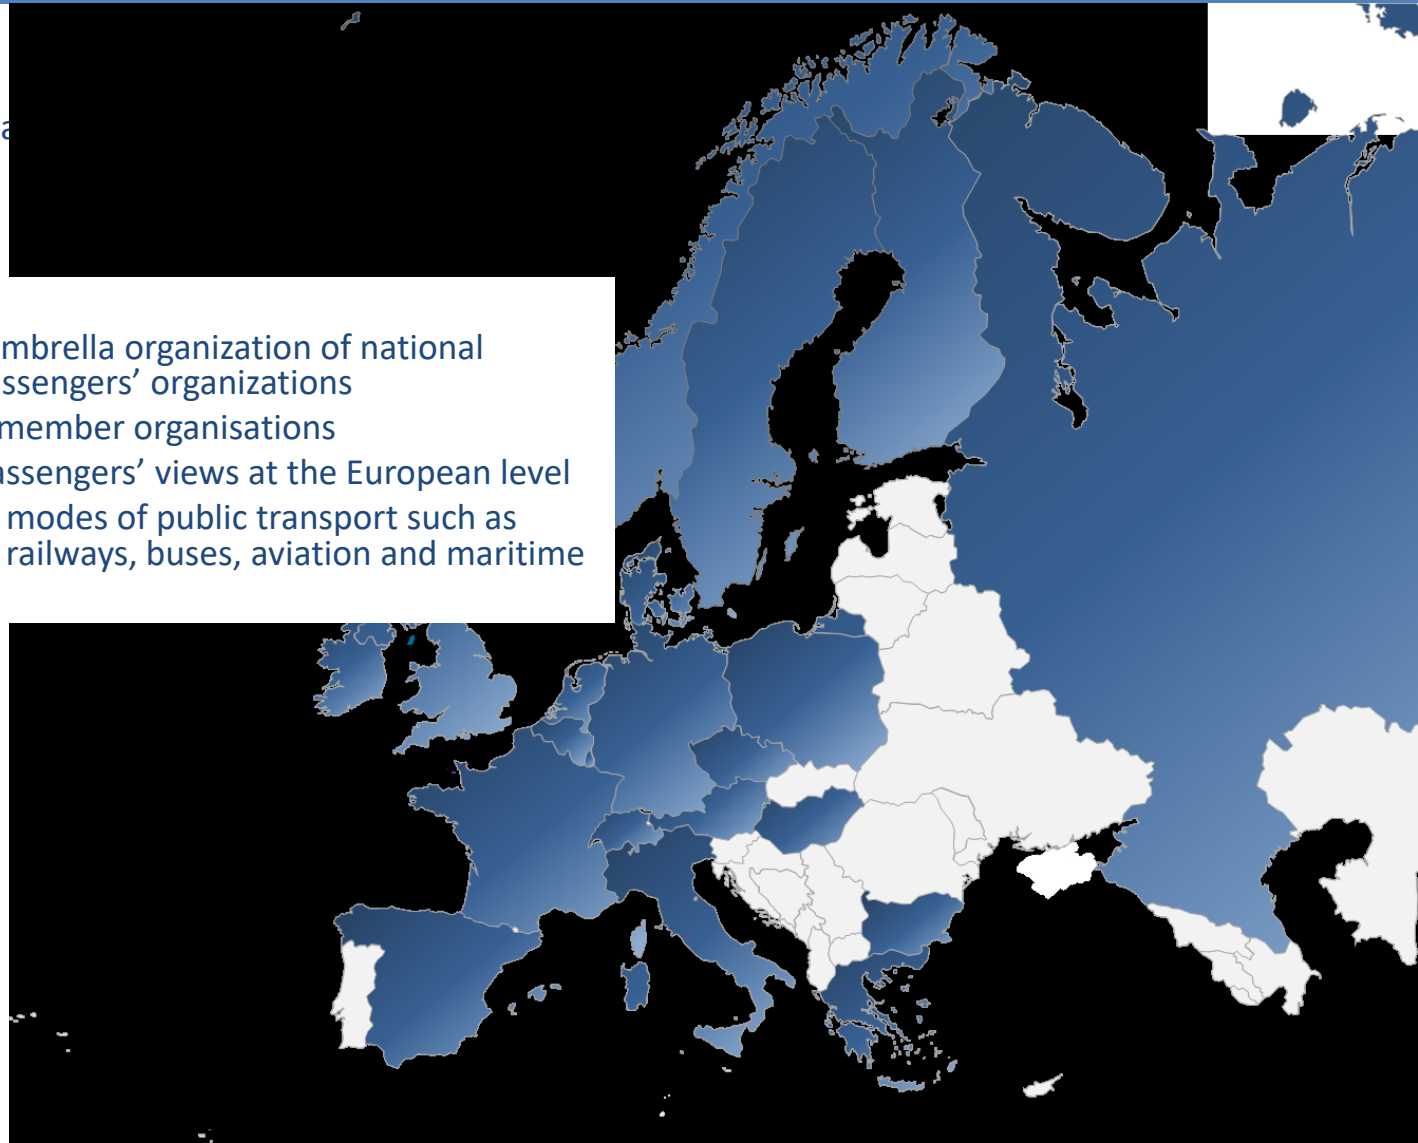 a
mbrella organization of national
ssengers’ organizations
member organisations
assengers’ views at the European level
modes of public transport such as
railways, buses, aviation and maritime